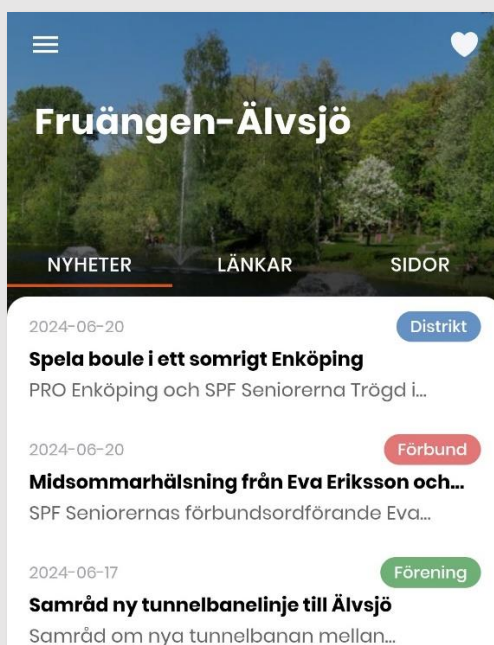 Fruängen-Älvsjö
NYHETER LÄNKAR SIDOR
2024-06-20 Distrikt
Spela boule i ett somrigt Enköping
PRO Enköping och SPF Seniorerna Trögd i...
2024-06-20 Förbund
Midsommarhälsning från Eva Eriksson och...
SPF Seniorernas förbundsordförande Eva...
2024-06-17 Förening
Samråd ny tunnelbanelinje till Älvsjö
Samråd om nya tunnelbanan mellan...